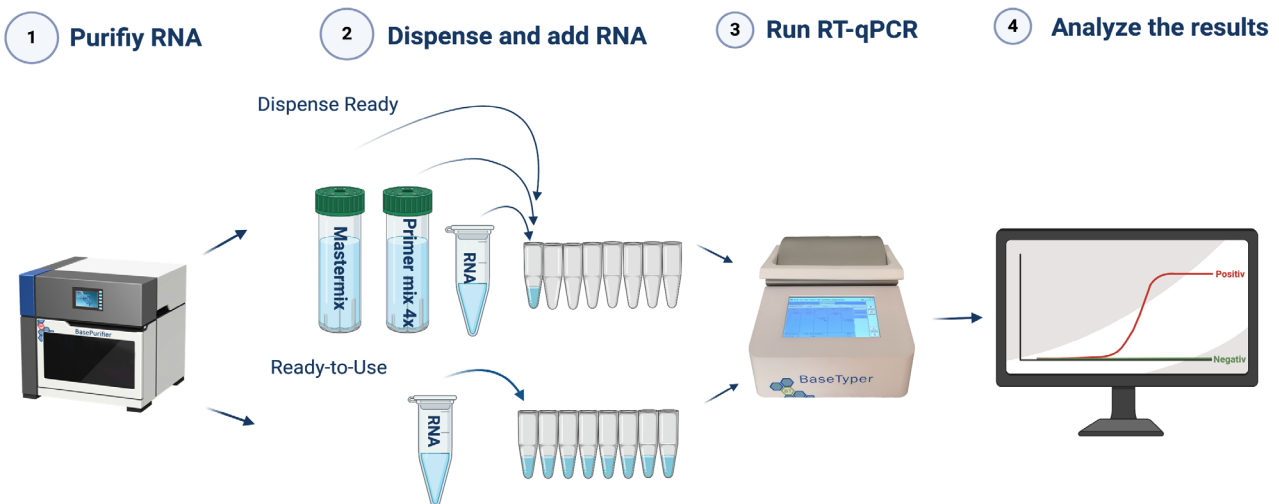 1 Purifiy RNA
2 Dispense and add RNA
3 Run RT-qPCR
4 Analyze the results
Dispense Ready
Mastermix
Primer mix 4x
RNA
BasePurifier
Positiv
Negativ
BaseTyper
Ready-to-Use
RNA